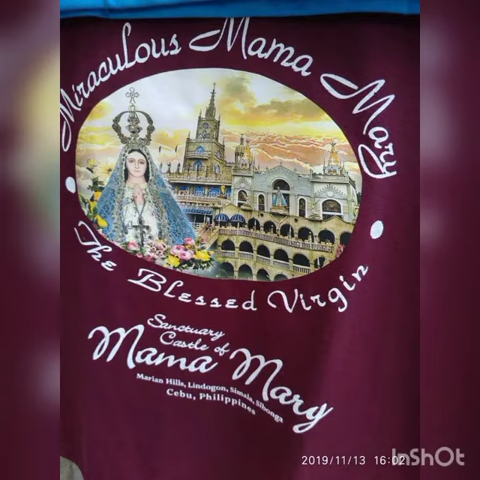 Miraculous Mama Mary
The Blessed Virgin
Sanctuary
Castle of
Mama Mary
Marian Hills, Lindogon, Simala, Sibonga
Cebu, Philippines
2019/11/13 16:02
InShOt